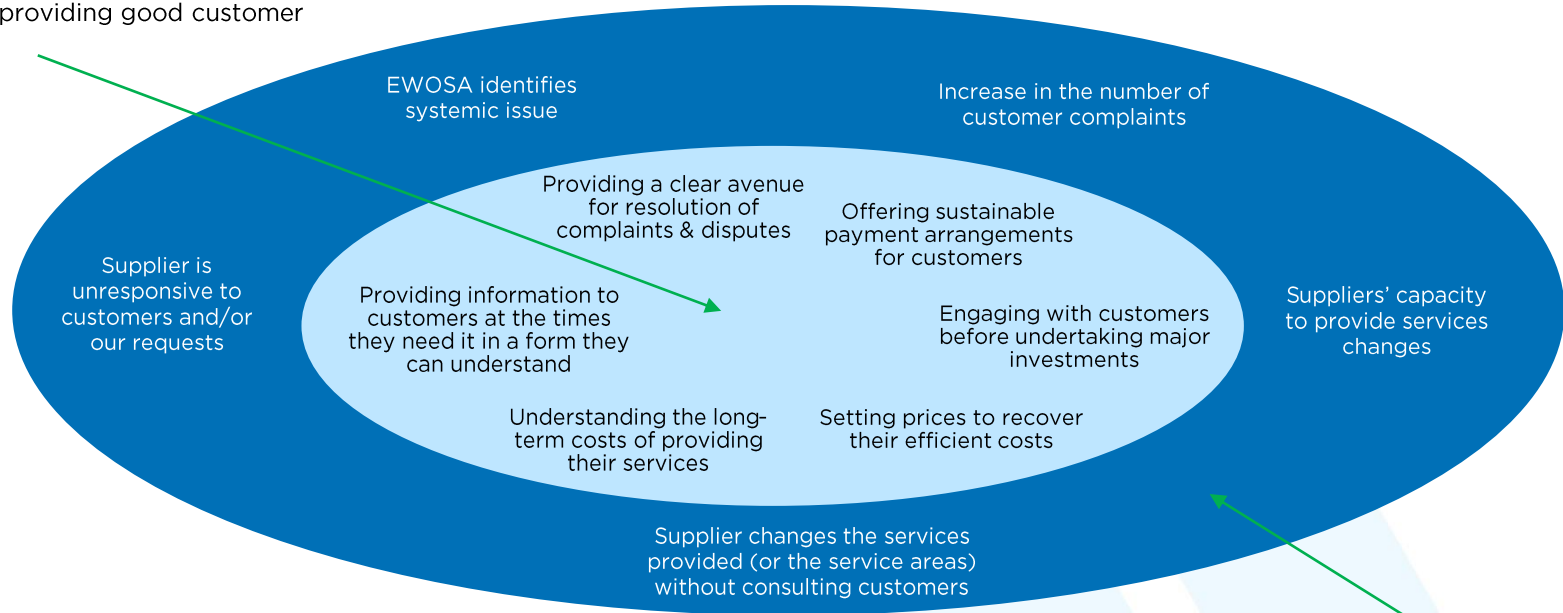 providing good customer
EWOSA identifies
systemic issue
Increase in the number of
customer complaints
Providing a clear avenue
for resolution of
complaints & disputes
Offering sustainable
payment arrangements
for customers
Supplier is
unresponsive to
customers and/or
our requests
Providing information to
customers at the times
they need it in a form they
can understand
Engaging with customers
before undertaking major
investments
Suppliers’ capacity
to provide services
changes
Understanding the long-
term costs of providing
their services
Setting prices to recover
their efficient costs
Supplier changes the services
provided (or the service areas)
without consulting customers